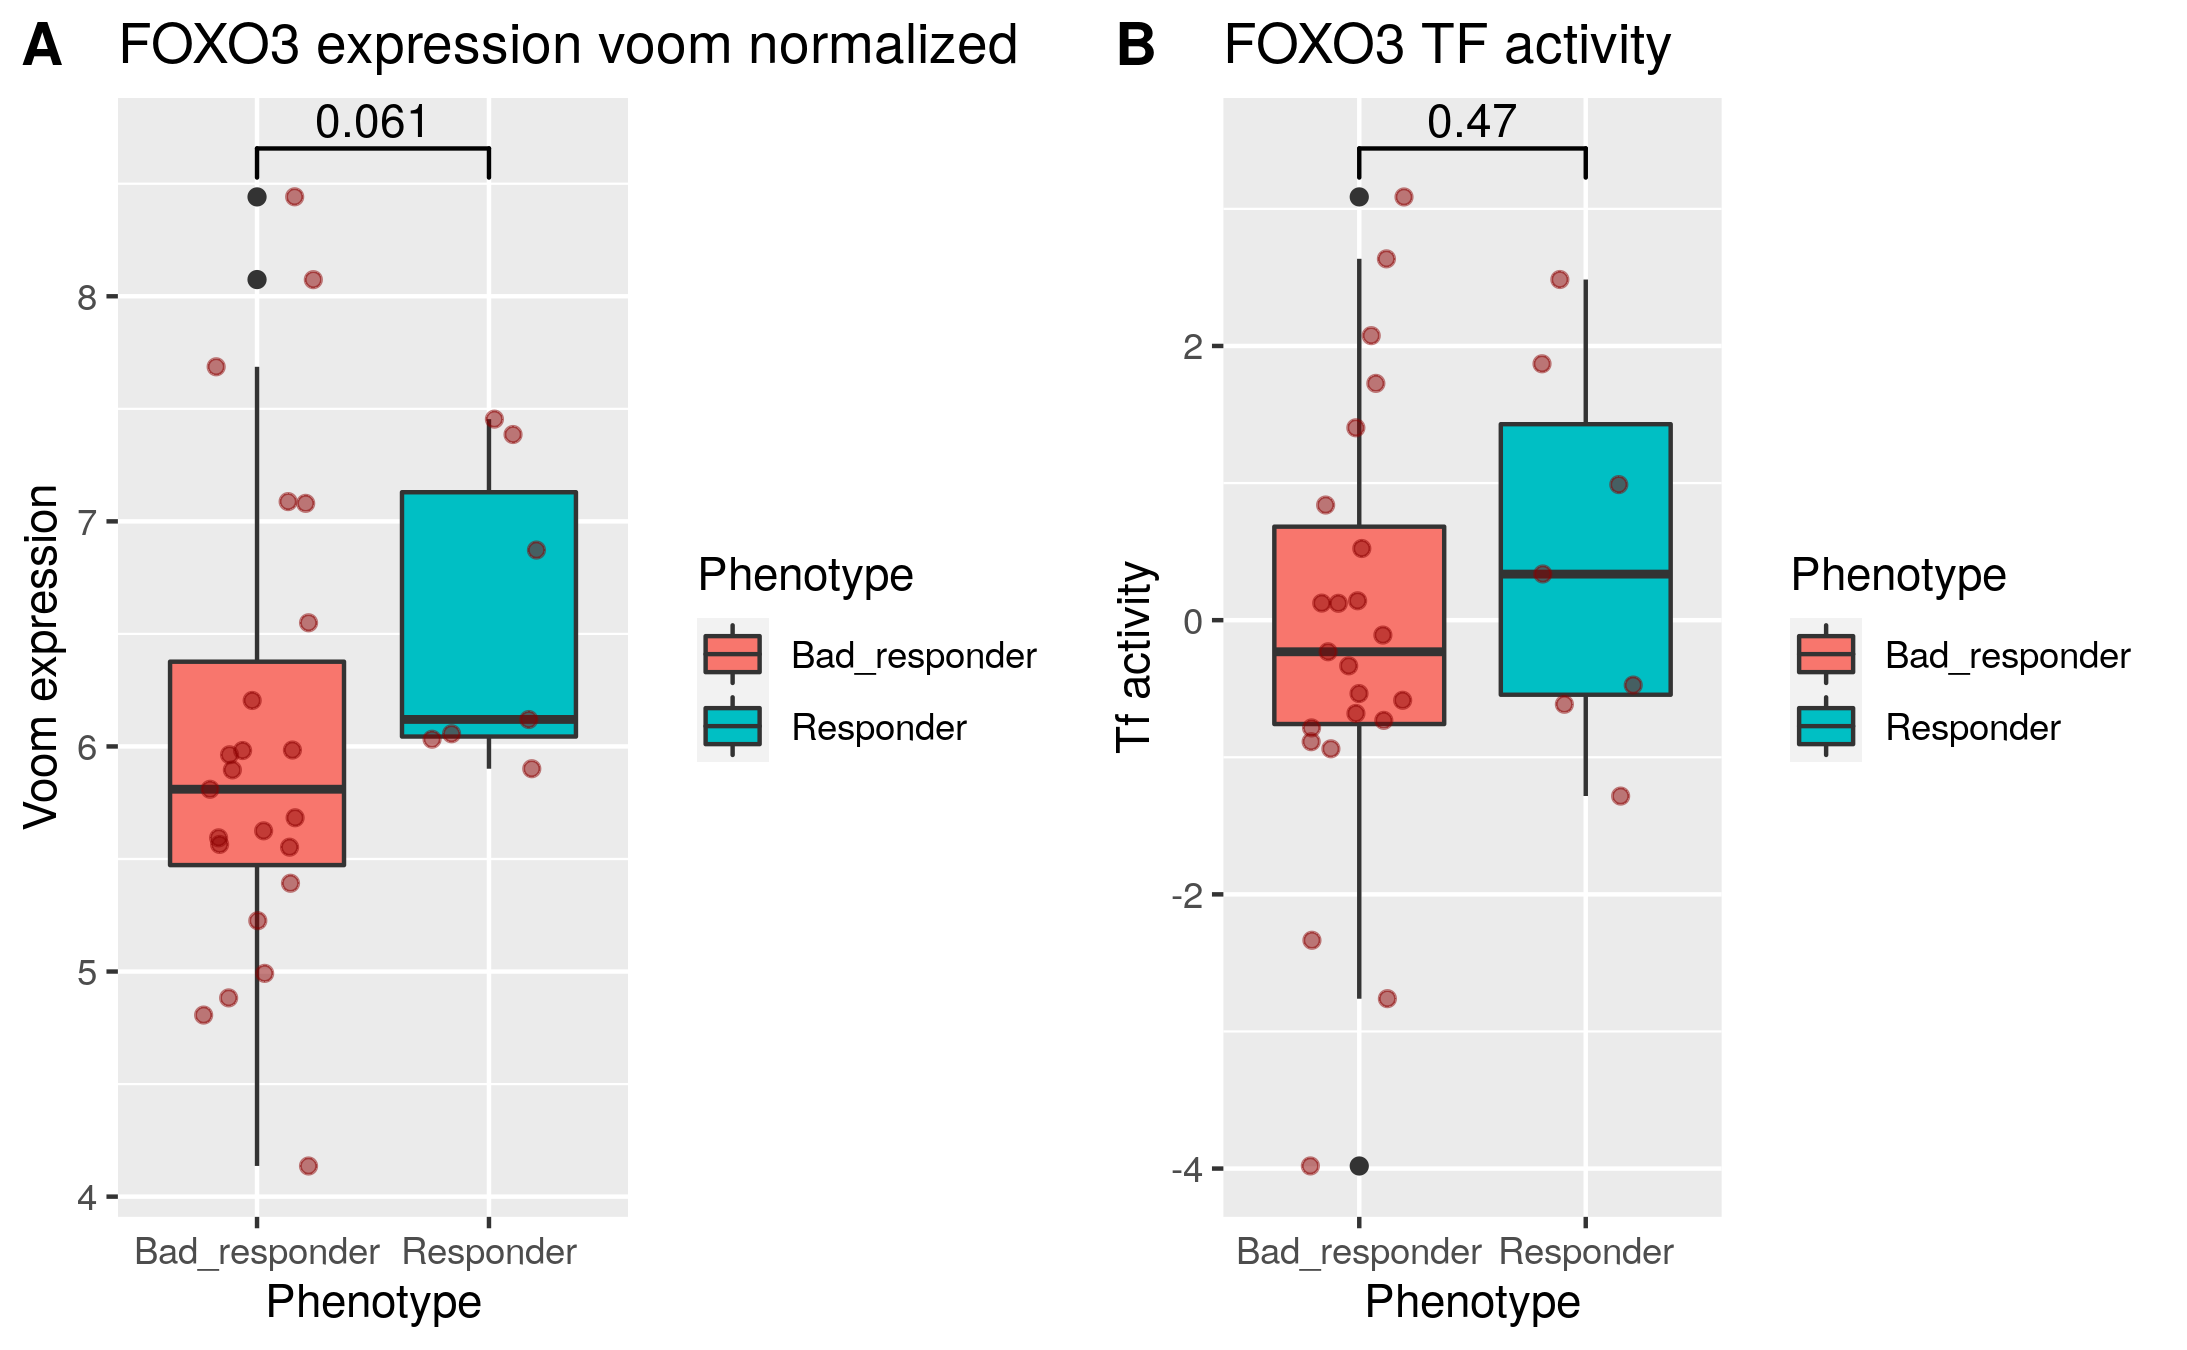 A FOXO3 expression voom normalized
0.061
8
7
6
5
4
Voom expression
Bad_responder Responder
Phenotype
Phenotype
Bad_responder
Responder
B FOXO3 TF activity
0.47
2
0
-2
-4
Tf activity
Bad_responder Responder
Phenotype
Phenotype
Bad_responder
Responder